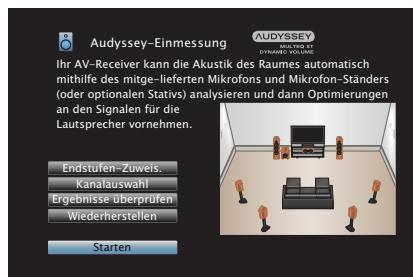 Audyssey-Einmessung
AUDYSSEY
MULTEQ XT
DYNAMIC VOLUME
Ihr AV-Receiver kann die Akustik des Raumes automatisch
mithilfe des mitge-lieferten Mikrofons und Mikrofon-Ständers
(oder optionalen Stativs) analysieren und dann Optimierungen
an den Signalen für die
Lautsprecher vornehmen.
Endstufen-Zuweis.
Kanalauswahl
Ergebnisse überprüfen
Wiederherstellen
Starten